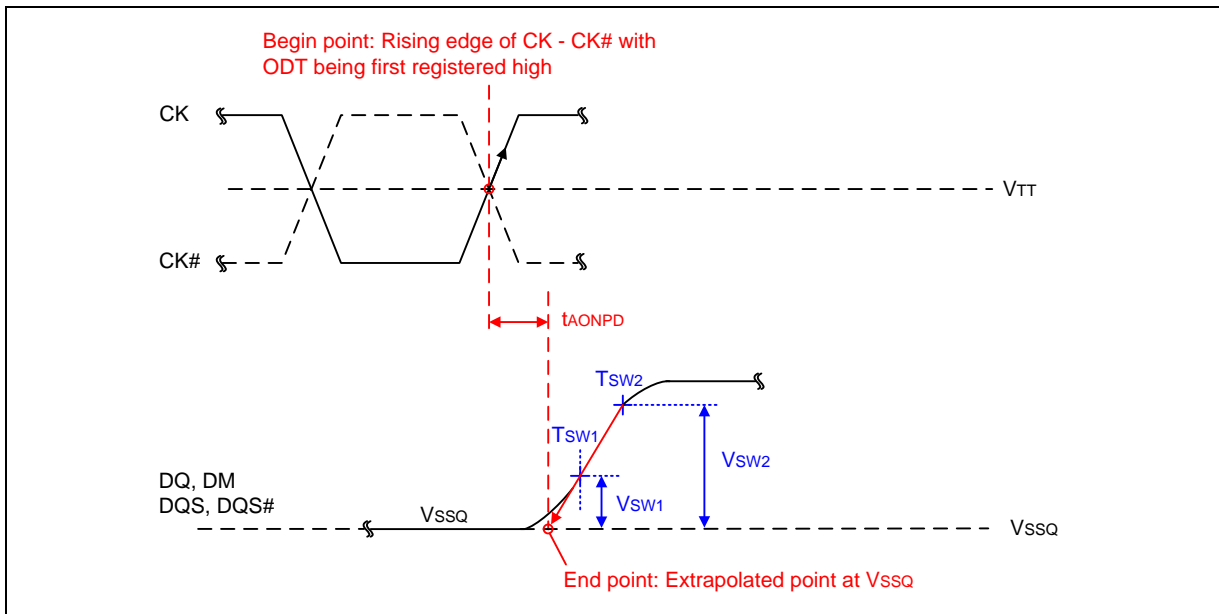 Begin point: Rising edge of CK - CK# with
ODT being first registered high
CK
VTT
CK#
tAONPD
TSW2
TSW1
VSW2
DQ, DM
DQS, DQS#
VSW1
VSSQ
VSSQ
End point: Extrapolated point at VSSQ